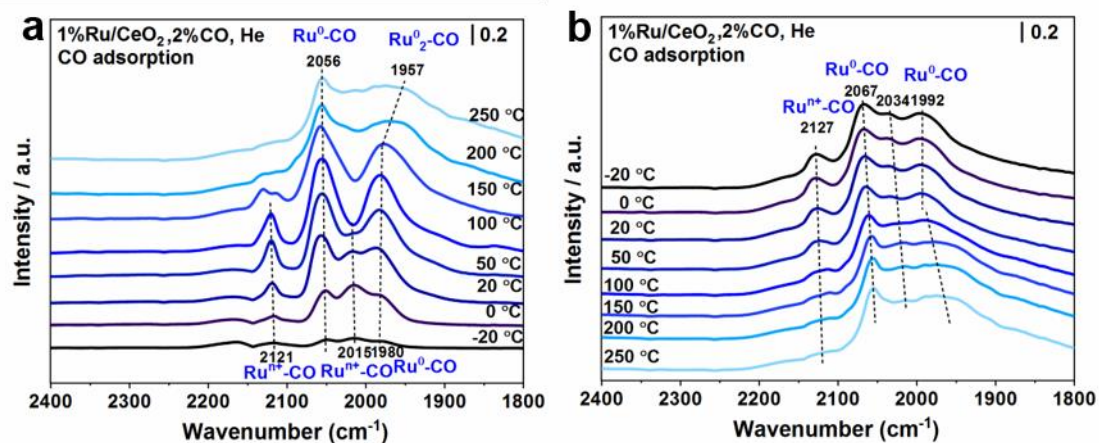 a
1%Ru/CeO₂,2%CO, He
CO adsorption
Ru⁰-CO
2056
Ru⁰₂-CO
1957
0.2
250 °C
200 °C
150 °C
100 °C
50 °C
20 °C
0 °C
-20 °C
2121
2015
1980
Ruⁿ⁺-CO
Ruⁿ⁺-CO
Ru⁰-CO
Intensity / a.u.
2400 2300 2200 2100 2000 1900 1800
Wavenumber (cm⁻¹)
b
1%Ru/CeO₂,2%CO, He
CO adsorption
0.2
Ru⁰-CO
Ru⁰-CO
Ruⁿ⁺-CO
2067
2034
1992
2127
-20 °C
0 °C
20 °C
50 °C
100 °C
150 °C
200 °C
250 °C
Intensity / a.u.
2400 2300 2200 2100 2000 1900 1800
Wavenumber (cm⁻¹)